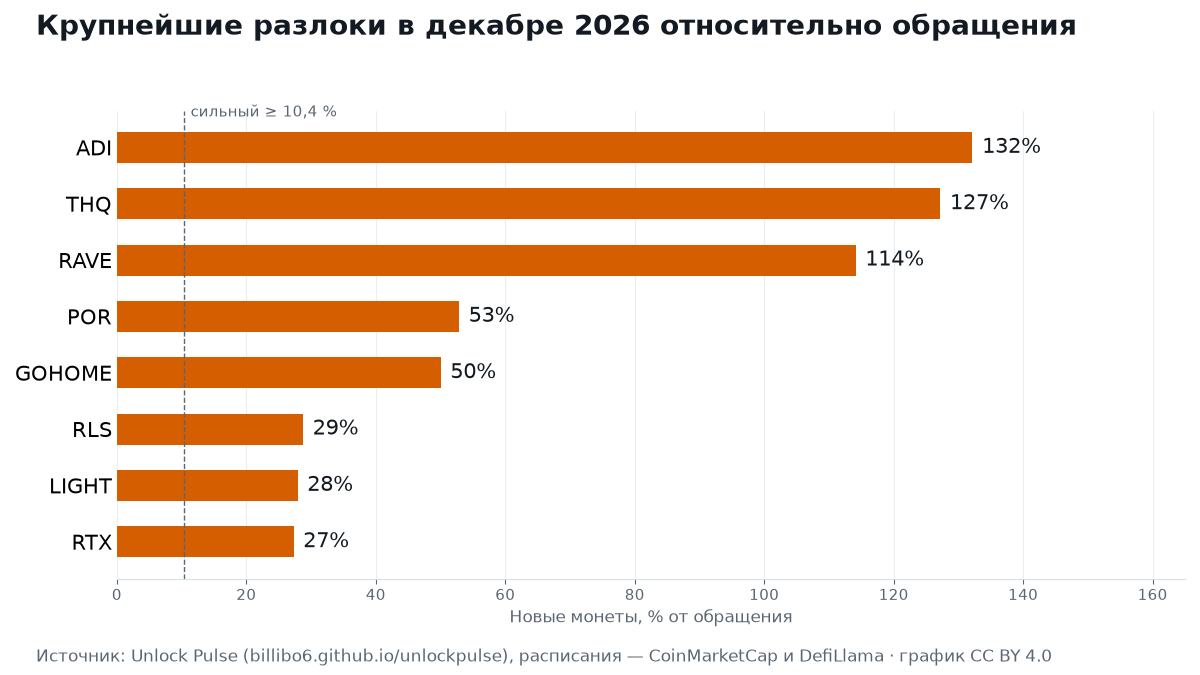 Крупнейшие разлоки в декабре 2026 относительно обращения
сильный ≥ 10,4 %
ADI 132%
THQ 127%
RAVE 114%
POR 53%
GOHOME 50%
RLS 29%
LIGHT 28%
RTX 27%
0 20 40 60 80 100 120 140 160
Новые монеты, % от обращения
Источник: Unlock Pulse (billibo6.github.io/unlockpulse), расписания — CoinMarketCap и DefiLlama · график CC BY 4.0